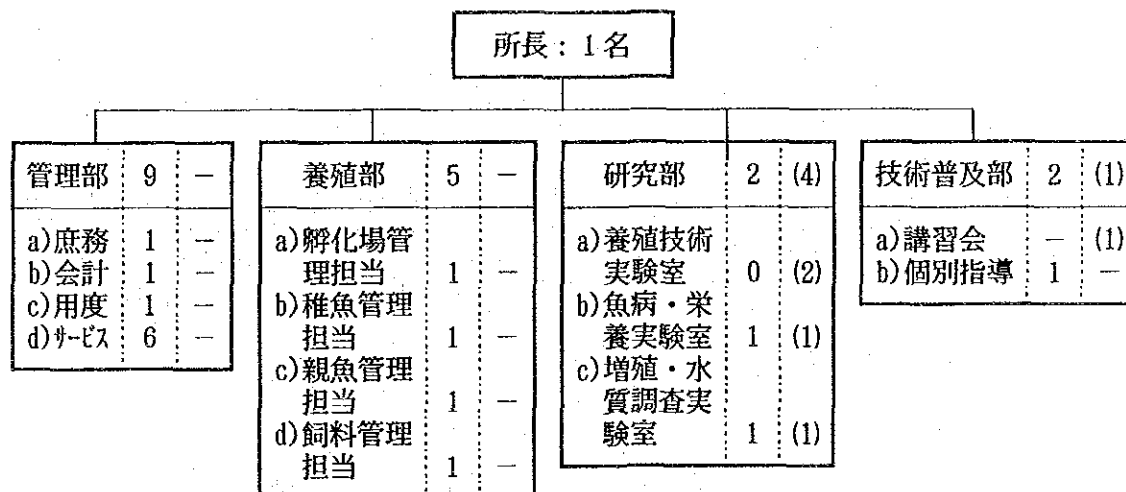 所長：1名
管理部 9 －
a)庶務 1 －
b)会計 1 －
c)用度 1 －
d)サービス 6 －
養殖部 5 －
a)孵化場管
理担当 1 －
b)稚魚管理
担当 1 －
c)親魚管理
担当 1 －
d)飼料管理
担当 1 －
研究部 2 (4)
a)養殖技術
実験室 0 (2)
b)魚病・栄
養実験室 1 (1)
c)増殖・水
質調査実
験室 1 (1)
技術普及部 2 (1)
a)講習会 － (1)
b)個別指導 1 －